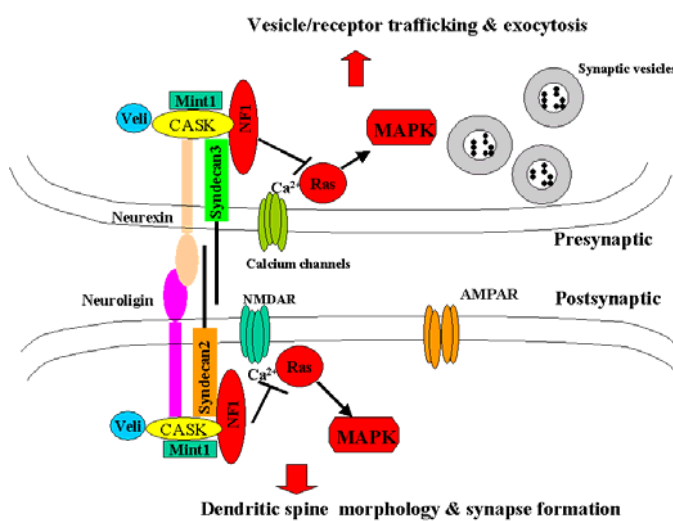 Vesicle/receptor trafficking & exocytosis
Synaptic vesicles
Mint1
Veli
CASK
NF1
MAPK
Ca2+
Ras
Syndecan3
Neurexin
Calcium channels
Presynaptic
Neuroligin
NMDAR
AMPAR
Postsynaptic
Syndecan2
Ca2+
Ras
NF1
Veli
CASK
Mint1
MAPK
Dendritic spine morphology & synapse formation